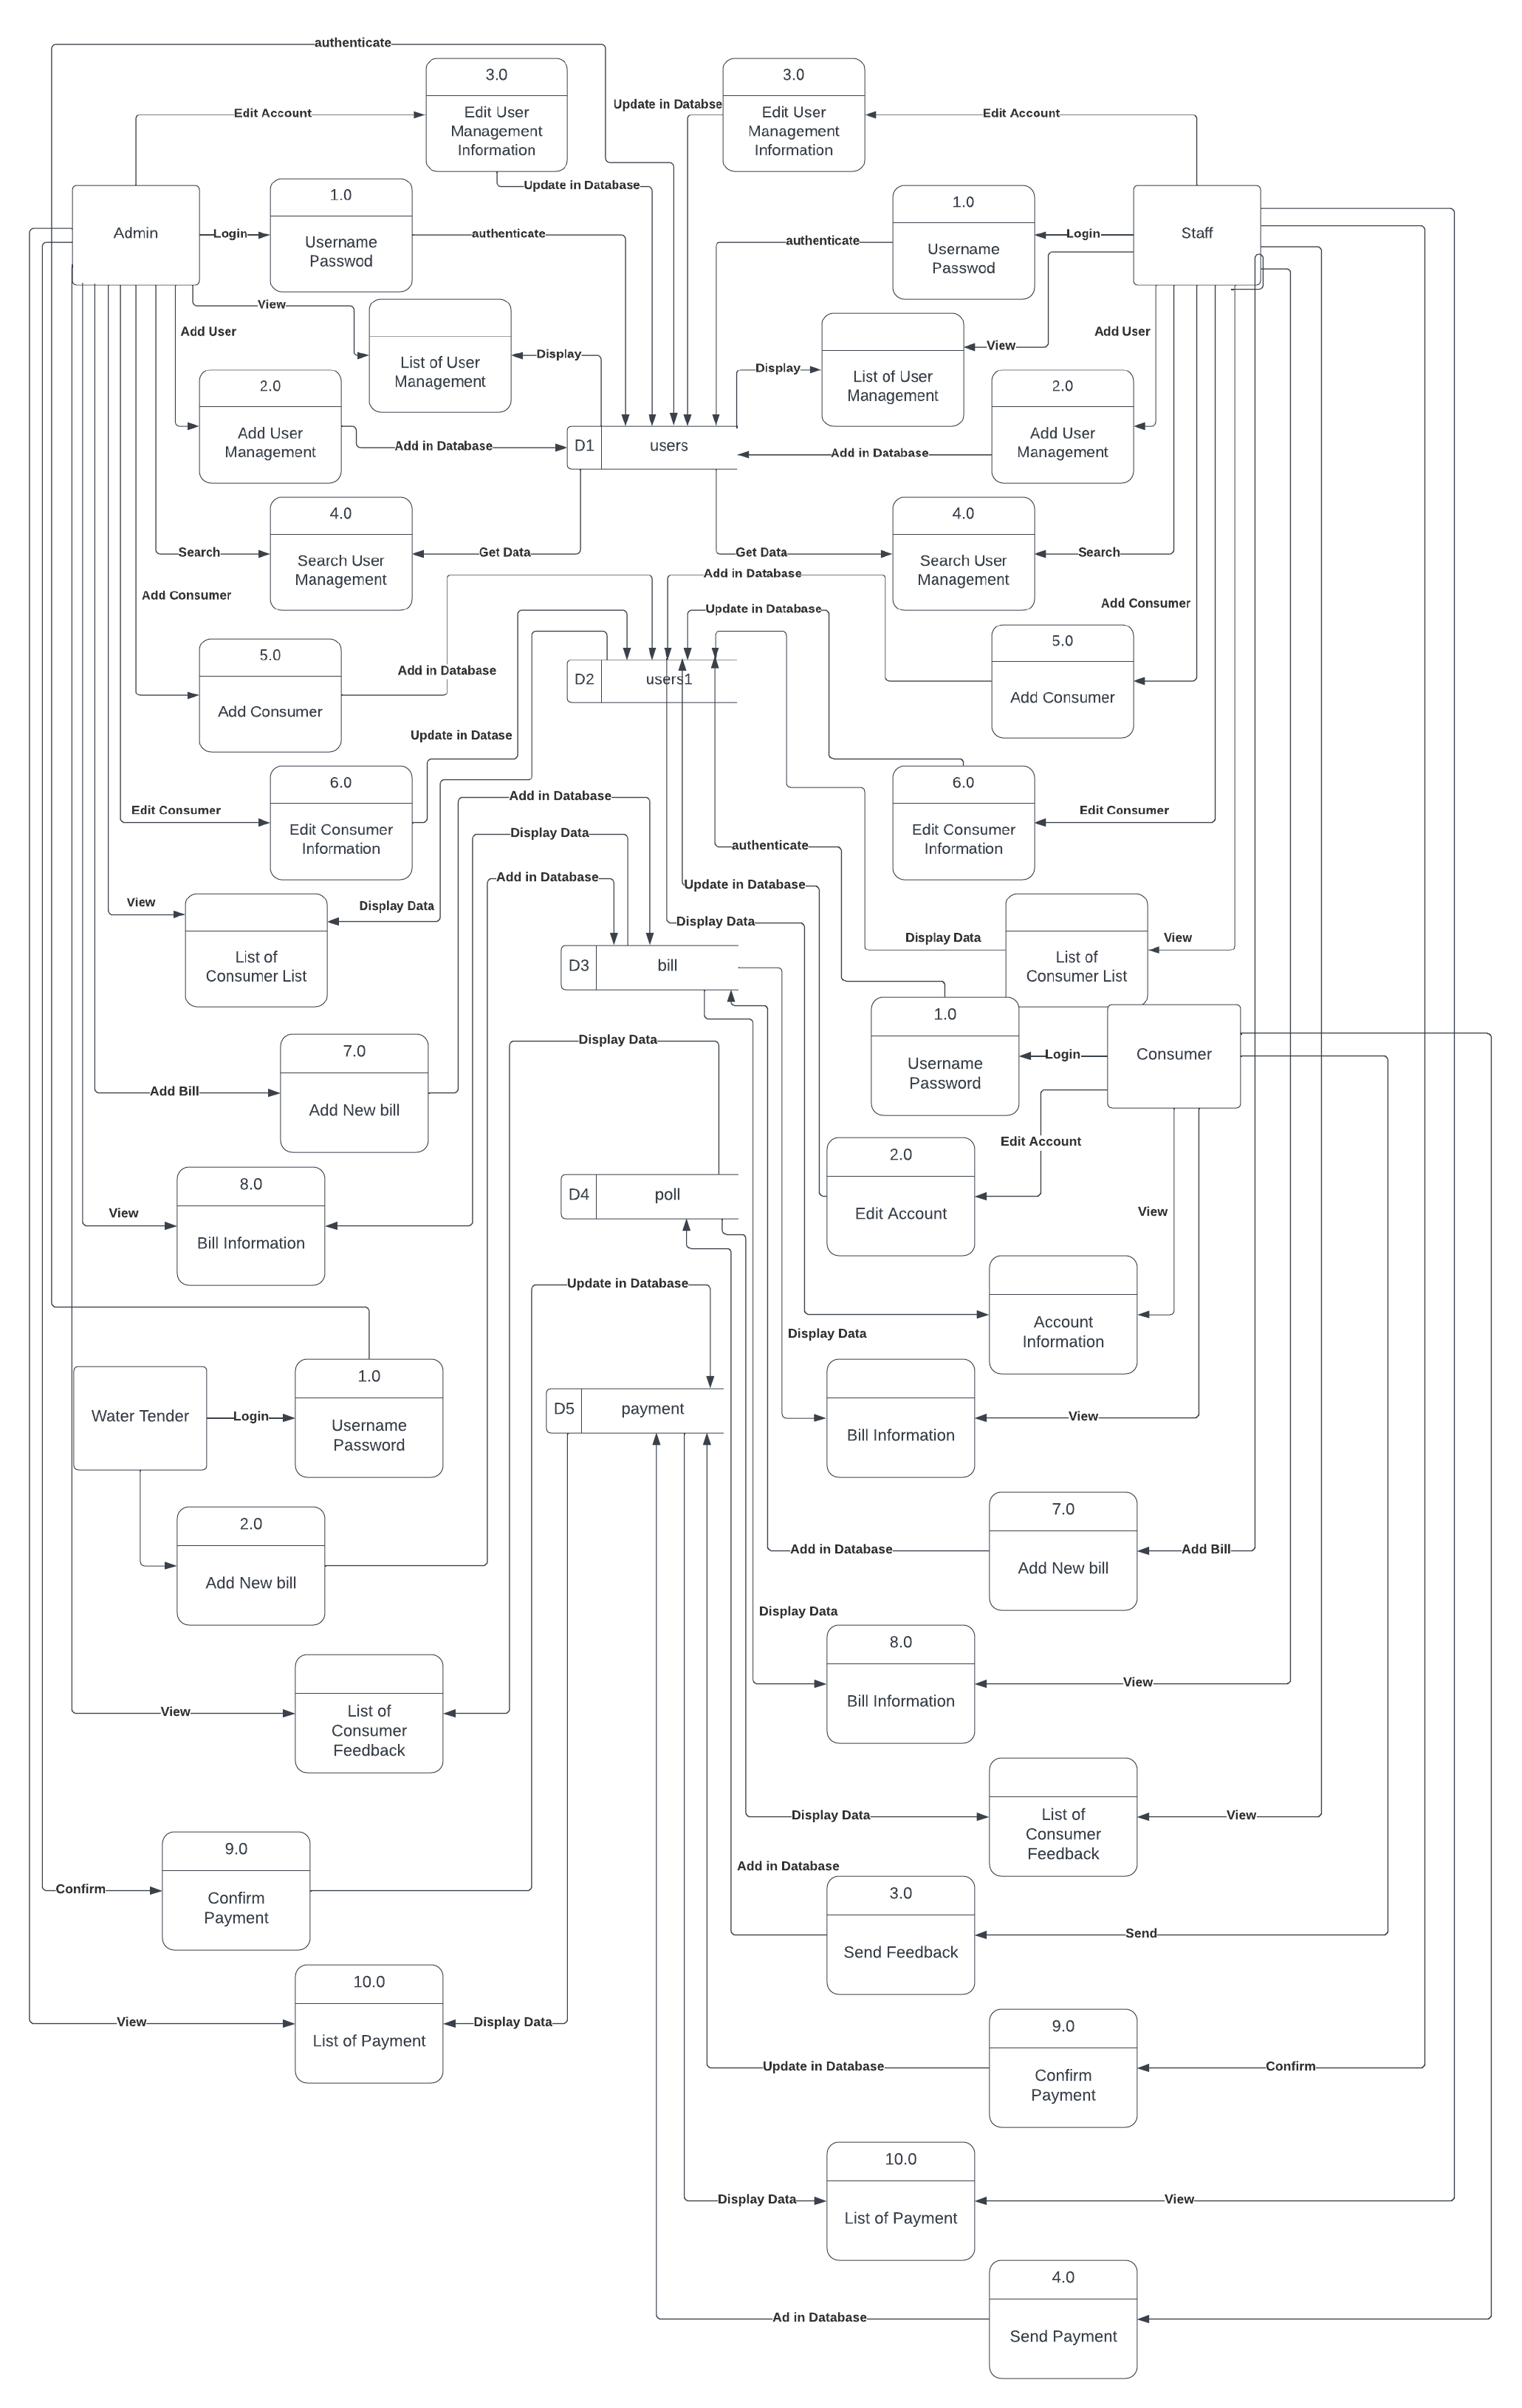 authenticate
3.0
Edit User
Management
Information
3.0
Edit User
Management
Information
Update in Databse
Edit Account
Edit Account
Update in Database
Admin
Login
1.0
Username
Passwod
authenticate
authenticate
1.0
Username
Passwod
Login
Staff
View
Add User
List of User
Management
Display
Display
List of User
Management
View
Add User
2.0
Add User
Management
Add in Database
D1
users
Add in Database
2.0
Add User
Management
4.0
Search User
Management
Search
Get Data
Get Data
4.0
Search User
Management
Search
Add in Database
Add Consumer
Add Consumer
Update in Database
5.0
Add Consumer
Add in Database
D2
users1
5.0
Add Consumer
Update in Datase
6.0
Edit Consumer
Information
Edit Consumer
Add in Database
Display Data
6.0
Edit Consumer
Information
Edit Consumer
authenticate
Add in Database
Update in Database
View
Display Data
List of
Consumer List
Display Data
Display Data
List of
Consumer List
View
D3
bill
1.0
Username
Password
Login
Consumer
7.0
Add New bill
Add Bill
Display Data
Edit Account
2.0
Edit Account
8.0
Bill Information
View
D4
poll
View
Update in Database
Account
Information
Display Data
Water Tender
Login
1.0
Username
Password
D5
payment
Bill Information
View
2.0
Add New bill
7.0
Add New bill
Add in Database
Add Bill
Display Data
8.0
Bill Information
View
List of
Consumer
Feedback
View
Display Data
List of
Consumer
Feedback
View
9.0
Confirm
Payment
Confirm
Add in Database
3.0
Send Feedback
Send
10.0
List of Payment
View
Display Data
9.0
Confirm
Payment
Update in Database
Confirm
10.0
List of Payment
Display Data
View
4.0
Send Payment
Ad in Database